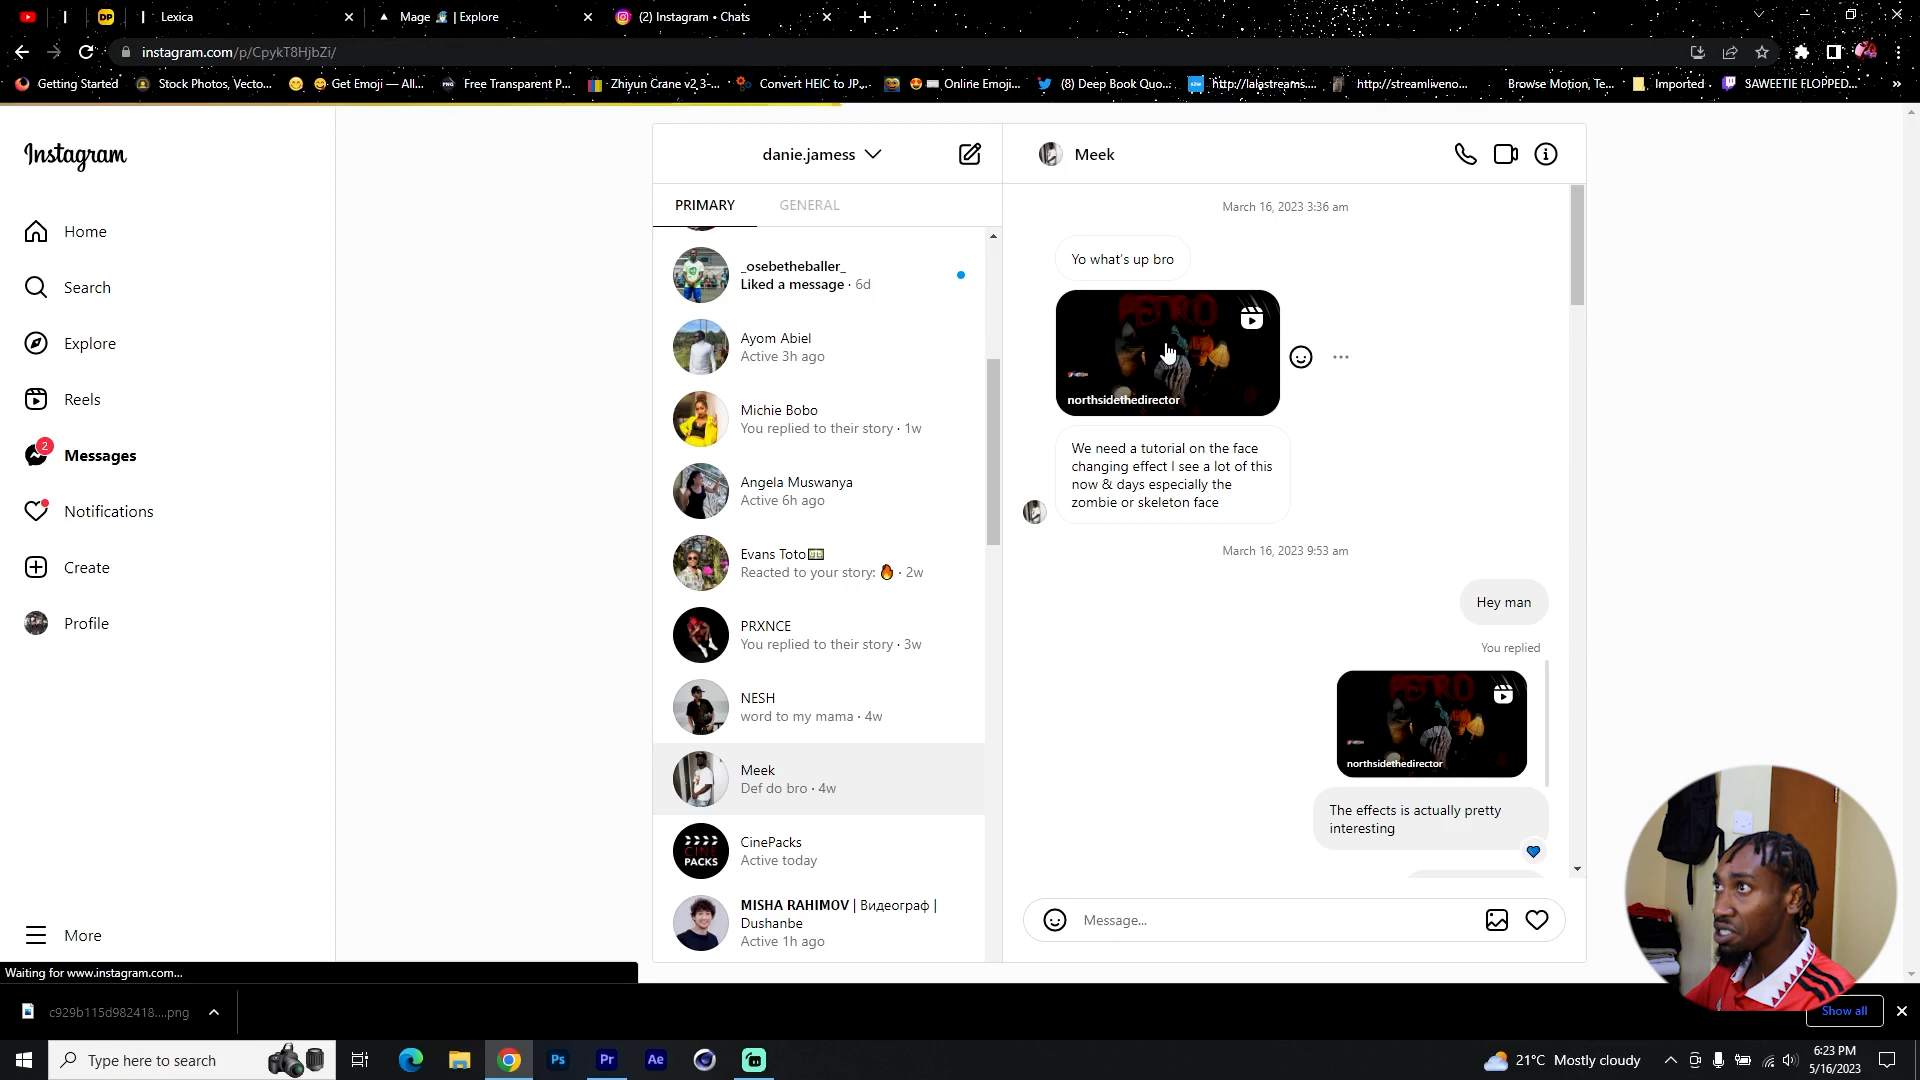 Lexica
Mage 🧙 | Explore
(2) Instagram • Chats
instagram.com/p/CpykT8HjbZi/
Getting Started
Stock Photos, Vecto...
😀 Get Emoji — All...
Free Transparent P...
Zhiyun Crane v2 3-...
Convert HEIC to JP...
😍⌨ Online Emoji...
(8) Deep Book Quo...
http://lalastreams....
http://streamliveno...
Browse Motion, Te...
Imported
SAWEETIE FLOPPED...
»
Instagram
Home
Search
Explore
Reels
2
Messages
Notifications
Create
Profile
More
danie.jamess
PRIMARY
GENERAL
_osebetheballer_
Liked a message · 6d
Ayom Abiel
Active 3h ago
Michie Bobo
You replied to their story · 1w
Angela Muswanya
Active 6h ago
Evans Toto💵
Reacted to your story: 🔥 · 2w
PRXNCE
You replied to their story · 3w
NESH
word to my mama · 4w
Meek
Def do bro · 4w
CINE
PACKS
CinePacks
Active today
MISHA RAHIMOV | Видеограф |
Dushanbe
Active 1h ago
Meek
March 16, 2023 3:36 am
Yo what's up bro
PEDRO
northsidethedirector
We need a tutorial on the face
changing effect I see a lot of this
now & days especially the
zombie or skeleton face
March 16, 2023 9:53 am
Hey man
You replied
PEDRO
northsidethedirector
The effects is actually pretty
interesting
Message...
Waiting for www.instagram.com...
c929b115d982418....png
Show all
Type here to search
Ps
Pr
Ae
21°C Mostly cloudy
6:23 PM
5/16/2023